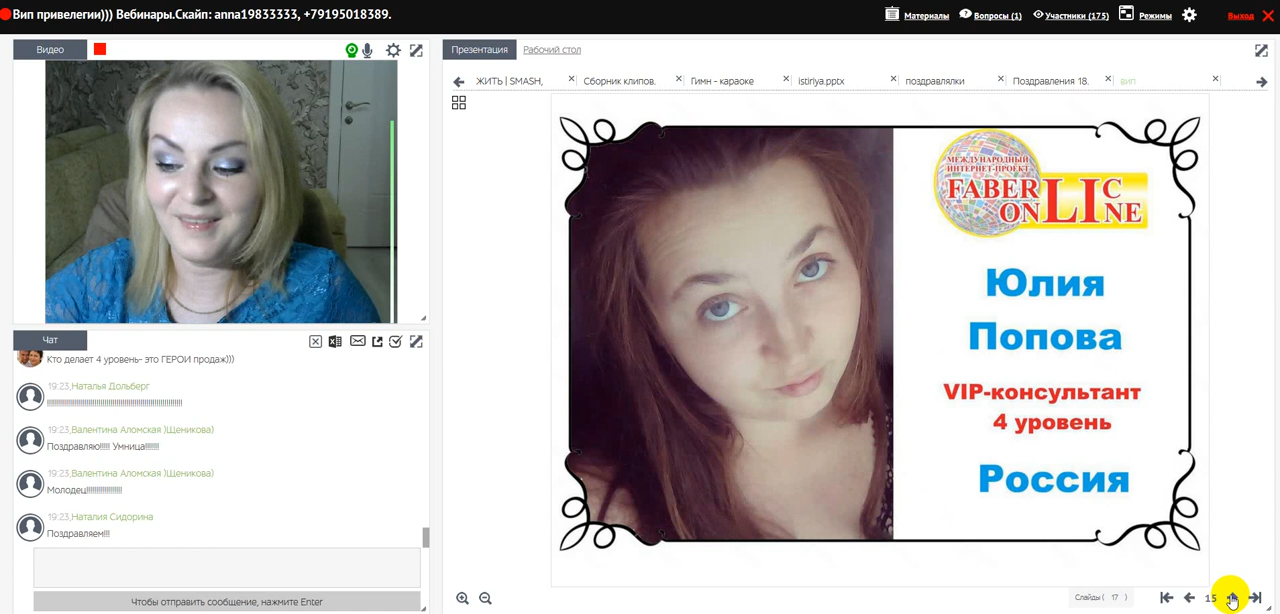 Вип привелегии))) Вебинары.Скайп: anna19833333, +79195018389.
Материалы
Вопросы (1)
Участники (175)
Режимы
Выход
Видео
Презентация
Рабочий стол
ЖИТЬ | SMASH,
Сборник клипов.
Гимн - караоке
istiriya.pptx
поздравлялки
Поздравления 18.
вип
МЕЖДУНАРОДНЫЙ
ИНТЕРНЕТ-ПРОЕКТ
FABERLIC
ONLINE
Юлия
Попова
VIP-консультант
4 уровень
Россия
Чат
Кто делает 4 уровень- это ГЕРОИ продаж)))
19:23,Наталья Дольберг
!!!!!!!!!!!!!!!!!!!!!!!!!!!!!!!!!!!!!!!!!!!!!!!!!!!!!!!!!!!!!!!!!!
19:23,Валентина Аломская )Щеникова)
Поздравляю!!!!! Умница!!!!!!!
19:23,Валентина Аломская )Щеникова)
Молодец!!!!!!!!!!!!!!!!!
19:23,Наталия Сидорина
Поздравляем!!!
Чтобы отправить сообщение, нажмите Enter
Слайды ( 17 )
15